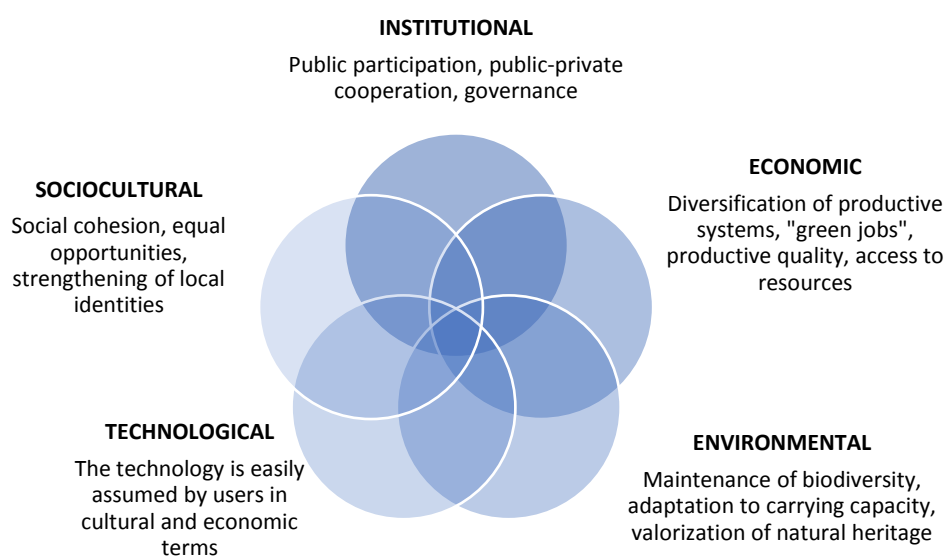 INSTITUTIONAL
Public participation, public-private
cooperation, governance
SOCIOCULTURAL
Social cohesion, equal
opportunities,
strengthening of local
identities
ECONOMIC
Diversification of productive
systems, "green jobs",
productive quality, access to
resources
TECHNOLOGICAL
The technology is easily
assumed by users in
cultural and economic
terms
ENVIRONMENTAL
Maintenance of biodiversity,
adaptation to carrying capacity,
valorization of natural heritage